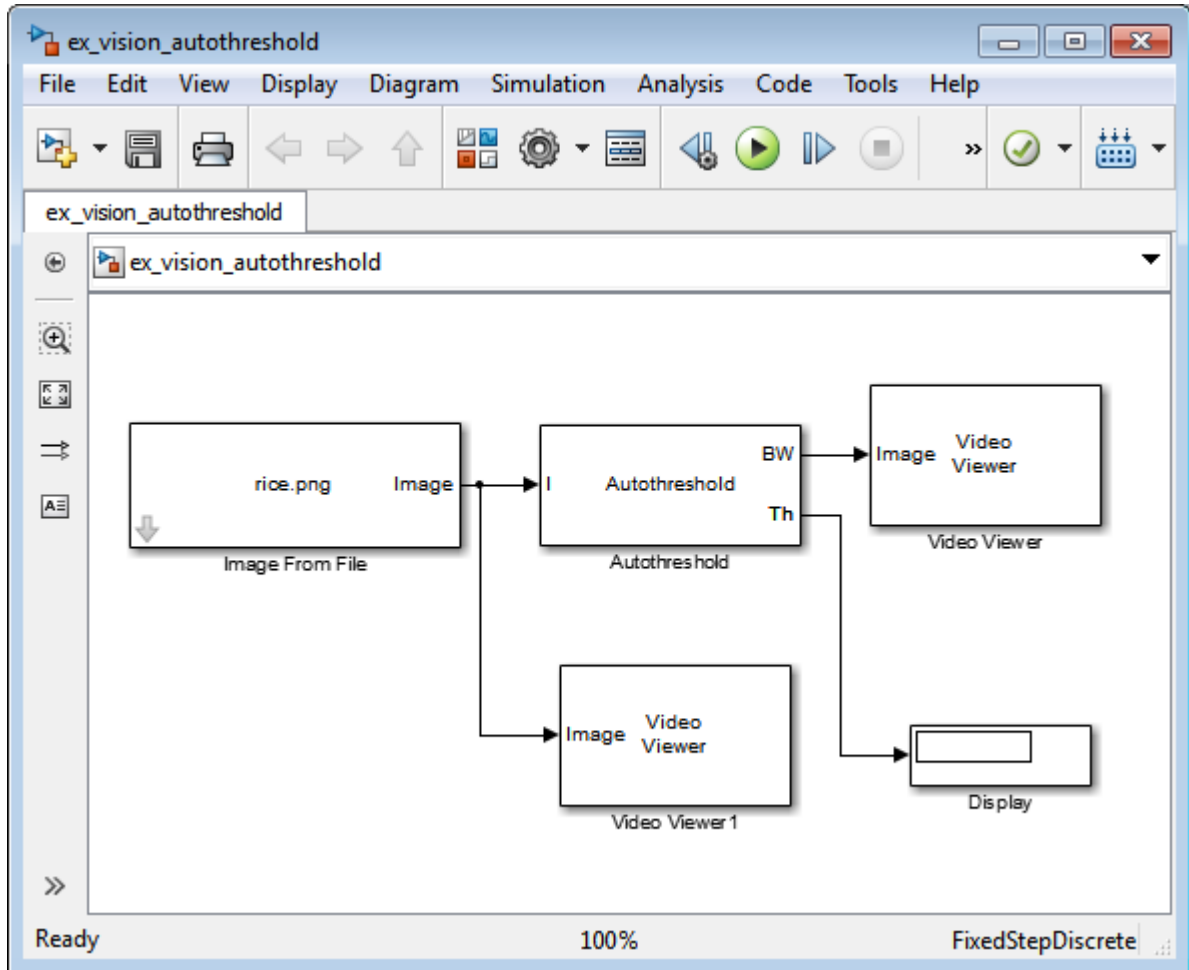 ex_vision_autothreshold
File Edit View Display Diagram Simulation Analysis Code Tools Help
»
ex_vision_autothreshold
ex_vision_autothreshold
rice.png Image
Image From File
I Autothreshold BW
Th
Autothreshold
Image Video
Viewer
Video Viewer
Image Video
Viewer
Video Viewer1
Display
Ready 100% FixedStepDiscrete